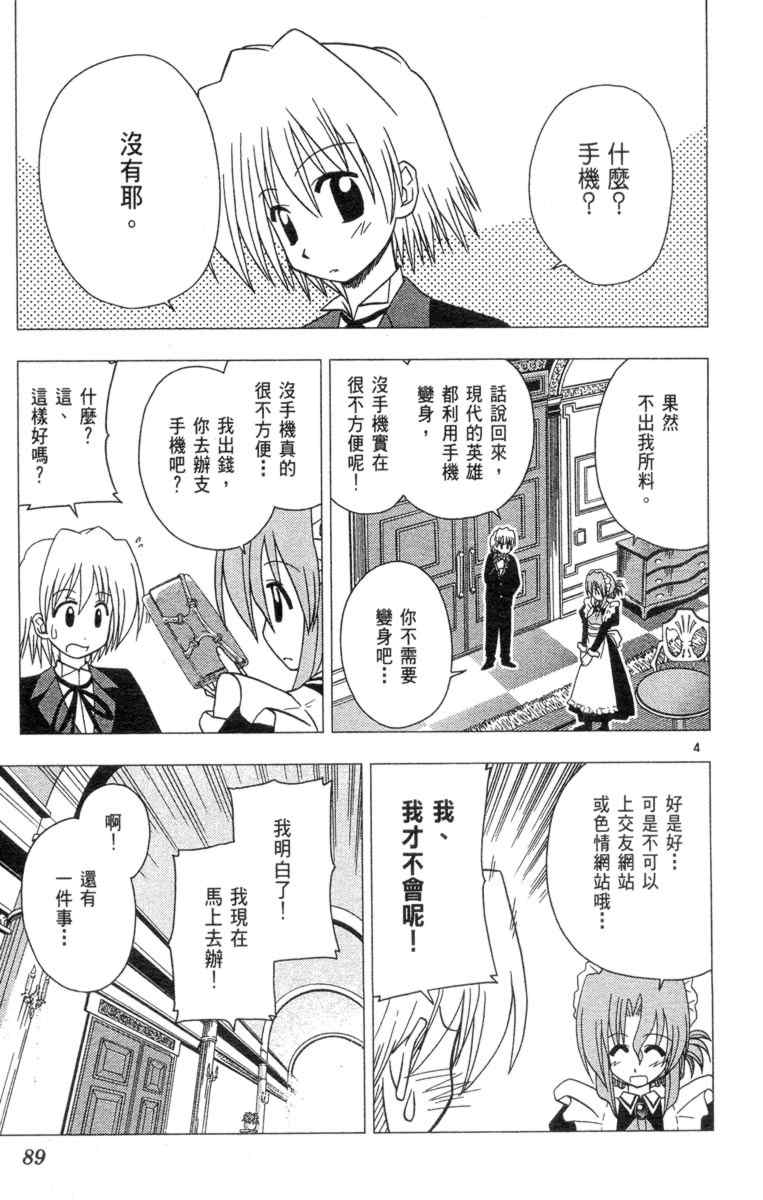 什麼?
手機?
沒有耶。
果然
不出我所料。
話說回來,
現代的英雄
都利用手機
變身,
沒手機實在
很不方便呢!
你不需要
變身吧…
沒手機真的
很不方便…
我出錢,
你去辦支
手機吧?
什麼?
這、
這樣好嗎?
4
好是好…
可是不可以
上交友網站
或色情網站哦…
我、
我才不會呢!
我明白了!
我現在
馬上去辦!
啊!
還有
一件事…
89